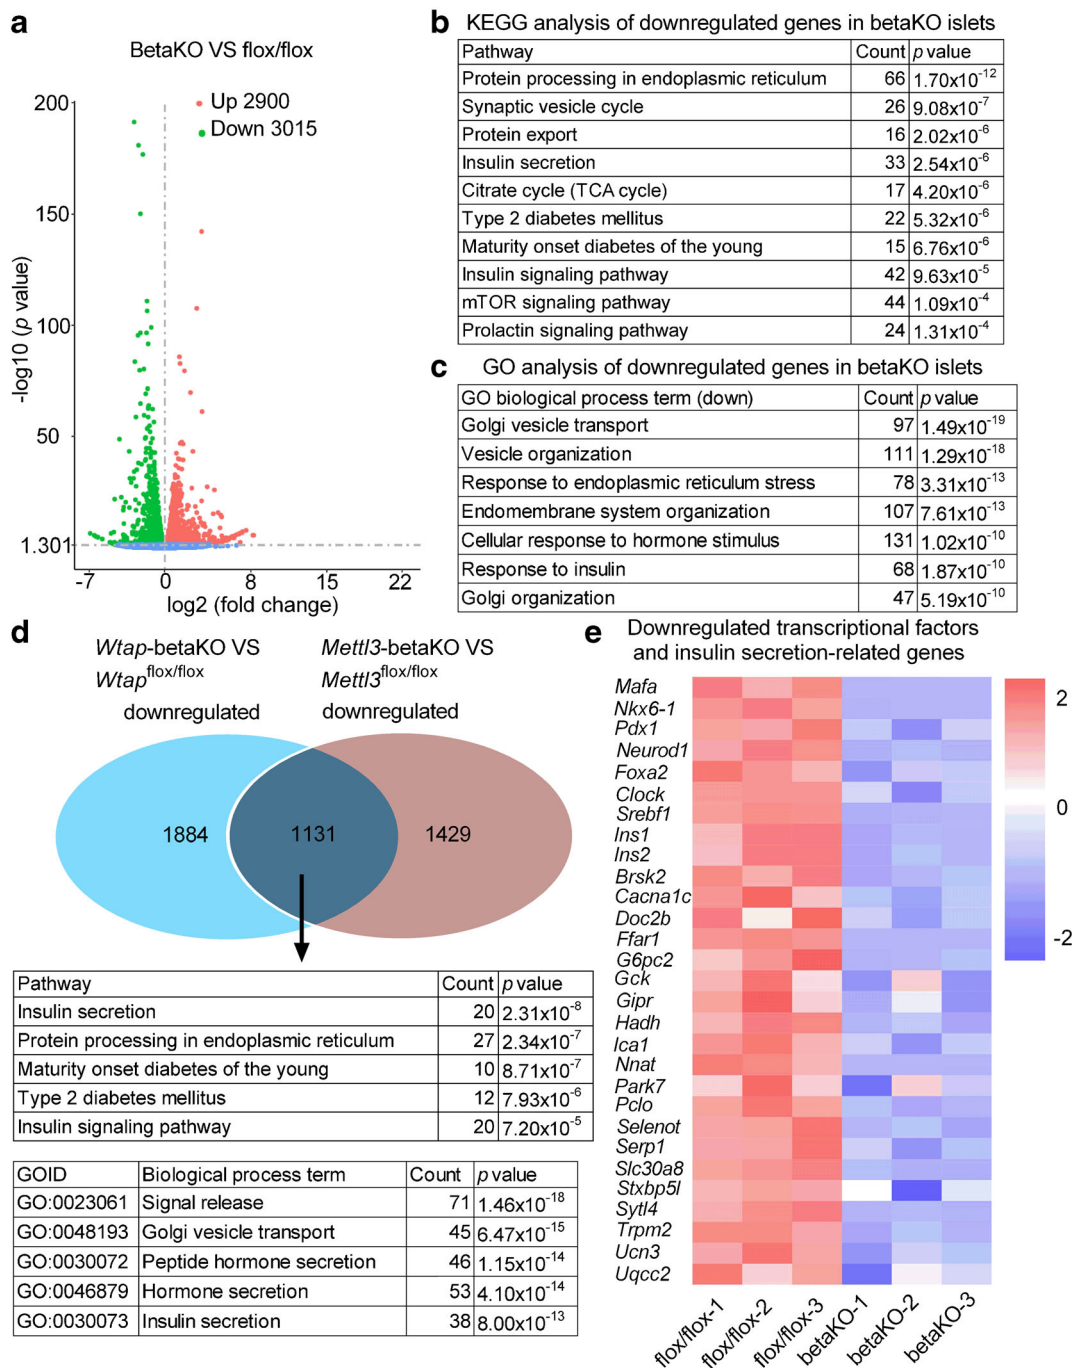 a
BetaKO VS flox/flox
Up 2900
Down 3015
200
150
100
50
1.301
-log10 (p value)
-7 0 8 15 22
log2 (fold change)
b
KEGG analysis of downregulated genes in betaKO islets
Pathway Count p value
Protein processing in endoplasmic reticulum 66 1.70x10⁻¹²
Synaptic vesicle cycle 26 9.08x10⁻⁷
Protein export 16 2.02x10⁻⁶
Insulin secretion 33 2.54x10⁻⁶
Citrate cycle (TCA cycle) 17 4.20x10⁻⁶
Type 2 diabetes mellitus 22 5.32x10⁻⁶
Maturity onset diabetes of the young 15 6.76x10⁻⁶
Insulin signaling pathway 42 9.63x10⁻⁵
mTOR signaling pathway 44 1.09x10⁻⁴
Prolactin signaling pathway 24 1.31x10⁻⁴
c
GO analysis of downregulated genes in betaKO islets
GO biological process term (down) Count p value
Golgi vesicle transport 97 1.49x10⁻¹⁹
Vesicle organization 111 1.29x10⁻¹⁸
Response to endoplasmic reticulum stress 78 3.31x10⁻¹³
Endomembrane system organization 107 7.61x10⁻¹³
Cellular response to hormone stimulus 131 1.02x10⁻¹⁰
Response to insulin 68 1.87x10⁻¹⁰
Golgi organization 47 5.19x10⁻¹⁰
d
Wtap-betaKO VS
Wtap^flox/flox
downregulated
Mettl3-betaKO VS
Mettl3^flox/flox
downregulated
1884 1131 1429
Pathway Count p value
Insulin secretion 20 2.31x10⁻⁸
Protein processing in endoplasmic reticulum 27 2.34x10⁻⁷
Maturity onset diabetes of the young 10 8.71x10⁻⁷
Type 2 diabetes mellitus 12 7.93x10⁻⁶
Insulin signaling pathway 20 7.20x10⁻⁵
GOID Biological process term Count p value
GO:0023061 Signal release 71 1.46x10⁻¹⁸
GO:0048193 Golgi vesicle transport 45 6.47x10⁻¹⁵
GO:0030072 Peptide hormone secretion 46 1.15x10⁻¹⁴
GO:0046879 Hormone secretion 53 4.10x10⁻¹⁴
GO:0030073 Insulin secretion 38 8.00x10⁻¹³
e
Downregulated transcriptional factors
and insulin secretion-related genes
Mafa
Nkx6-1
Pdx1
Neurod1
Foxa2
Clock
Srebf1
Ins1
Ins2
Brsk2
Cacna1c
Doc2b
Ffar1
G6pc2
Gck
Gipr
Hadh
Ica1
Nnat
Park7
Pclo
Selenot
Serp1
Slc30a8
Stxbp5l
Sytl4
Trpm2
Ucn3
Uqcc2
flox/flox-1
flox/flox-2
flox/flox-3
betaKO-1
betaKO-2
betaKO-3
2
0
-2